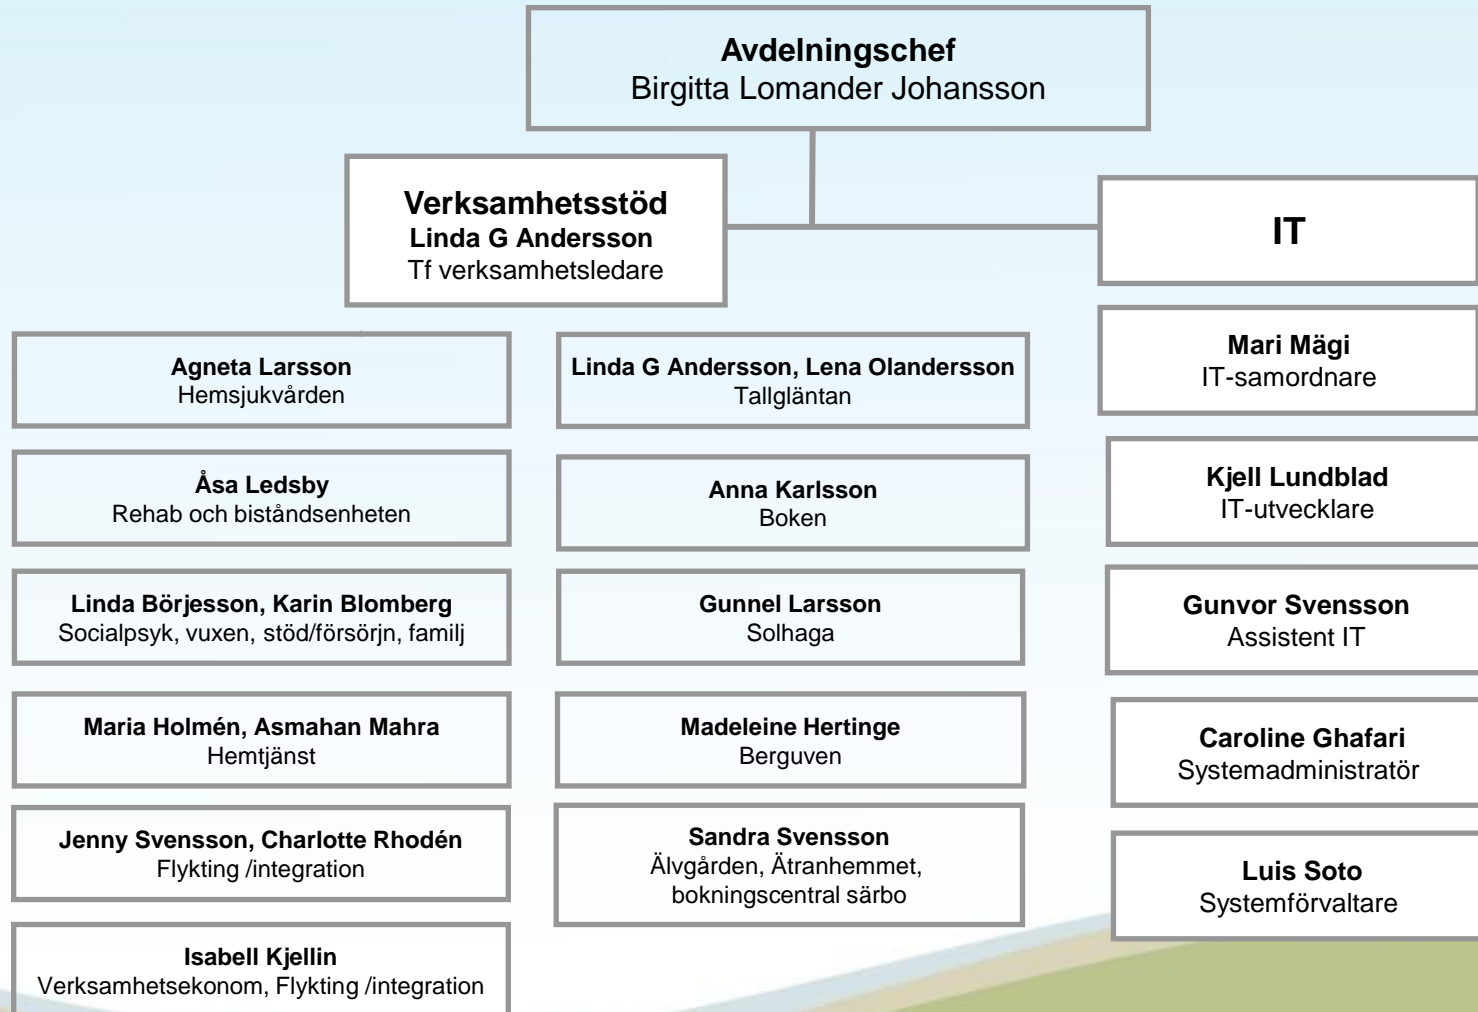 Avdelningschef
Birgitta Lomander Johansson
Verksamhetsstöd
Linda G Andersson
Tf verksamhetsledare
IT
Agneta Larsson
Hemsjukvården
Åsa Ledsby
Rehab och biståndsenheten
Linda Börjesson, Karin Blomberg
Socialpsyk, vuxen, stöd/försörjn, familj
Maria Holmén, Asmahan Mahra
Hemtjänst
Jenny Svensson, Charlotte Rhodén
Flykting /integration
Isabell Kjellin
Verksamhetsekonom, Flykting /integration
Linda G Andersson, Lena Olandersson
Tallgläntan
Anna Karlsson
Boken
Gunnel Larsson
Solhaga
Madeleine Hertinge
Berguven
Sandra Svensson
Älvgården, Ätranhemmet,
bokningscentral särbo
Mari Mägi
IT-samordnare
Kjell Lundblad
IT-utvecklare
Gunvor Svensson
Assistent IT
Caroline Ghafari
Systemadministratör
Luis Soto
Systemförvaltare